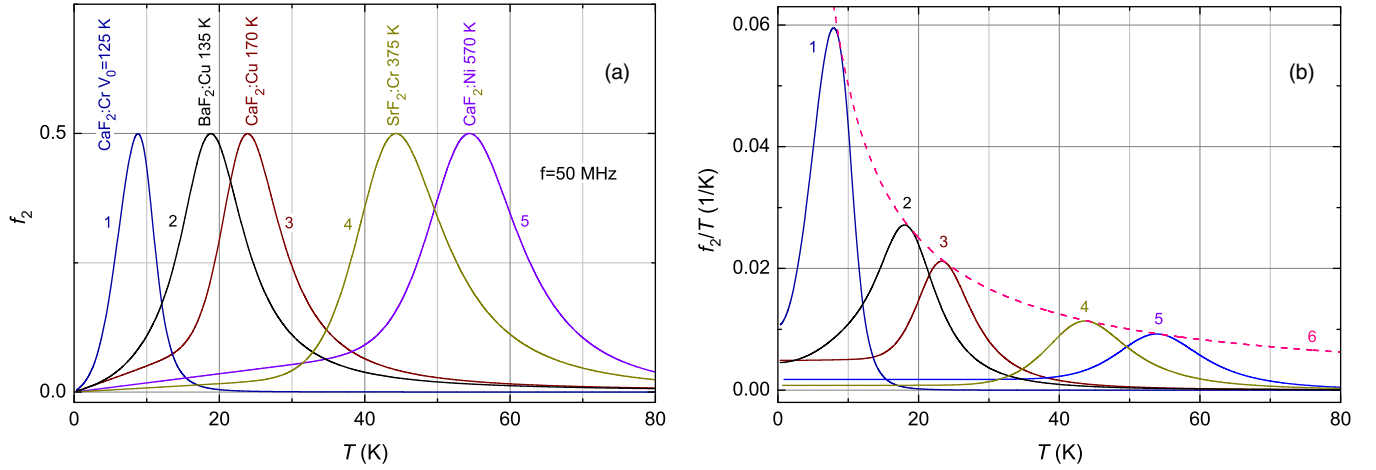 CaF2:Cr V0=125 K
BaF2:Cu 135 K
CaF2:Cu 170 K
SrF2:Cr 375 K
CaF2:Ni 570 K
(a)
f=50 MHz
0.5
0.0
f2
1
2
3
4
5
0 20 40 60 80
T (K)
(b)
0.06
0.04
0.02
0.00
f2/T (1/K)
1
2
3
4
5
6
0 20 40 60 80
T (K)